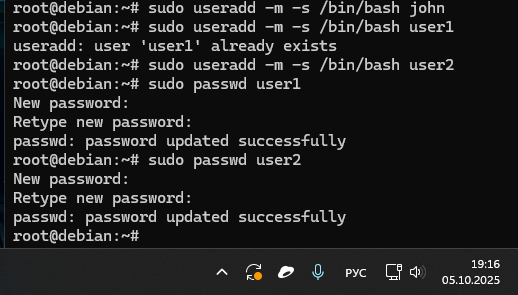 root@debian:~# sudo useradd -m -s /bin/bash john
root@debian:~# sudo useradd -m -s /bin/bash user1
useradd: user 'user1' already exists
root@debian:~# sudo useradd -m -s /bin/bash user2
root@debian:~# sudo passwd user1
New password:
Retype new password:
passwd: password updated successfully
root@debian:~# sudo passwd user2
New password:
Retype new password:
passwd: password updated successfully
root@debian:~#
РУС
19:16
05.10.2025